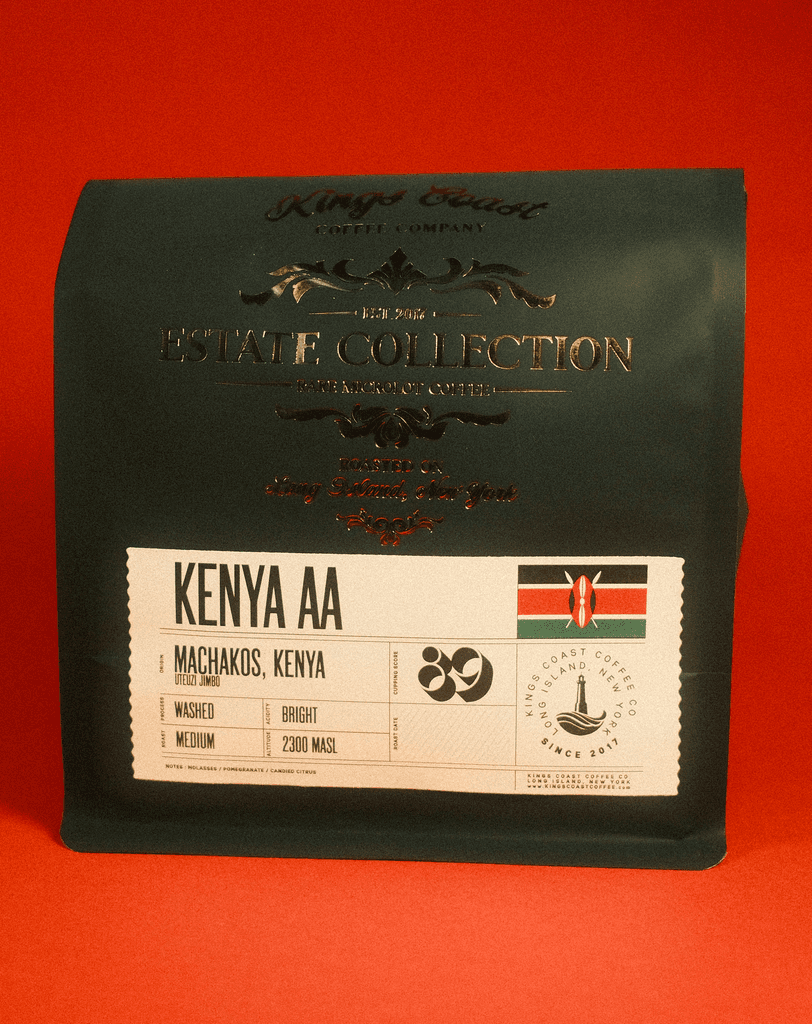 Kings Coast
COFFEE COMPANY
EST. 2017
ESTATE COLLECTION
RARE MICROLOT COFFEE
ROASTED ON
Long Island, New York
KENYA AA
ORIGIN
MACHAKOS, KENYA
UTEUZI JIMBO
CUPPING SCORE
89
PROCESS
WASHED
ACIDITY
BRIGHT
ROAST
MEDIUM
ALTITUDE
2300 MASL
ROAST DATE
KINGS COAST COFFEE CO
LONG ISLAND, NEW YORK
SINCE 2017
NOTES / MOLASSES / POMEGRANATE / CANDIED CITRUS
KINGS COAST COFFEE CO
LONG ISLAND, NEW YORK
www.KINGSCOASTCOFFEE.com